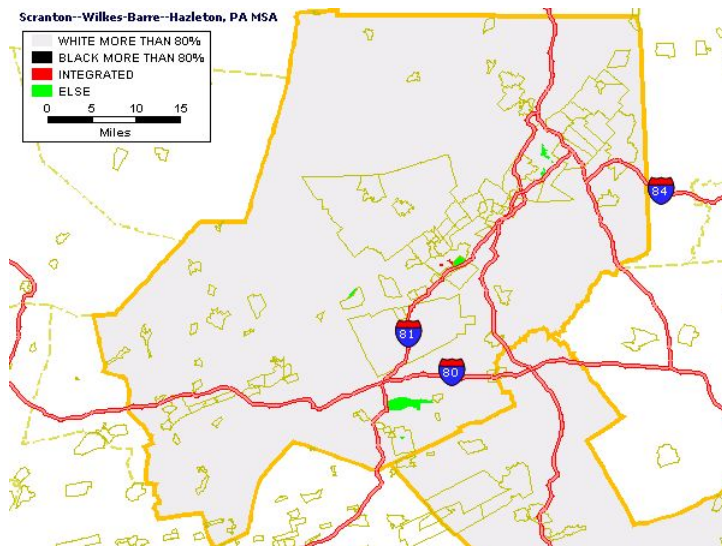 Scranton--Wilkes-Barre--Hazleton, PA MSA
WHITE MORE THAN 80%
BLACK MORE THAN 80%
INTEGRATED
ELSE
0 5 10 15
Miles
84
81
80